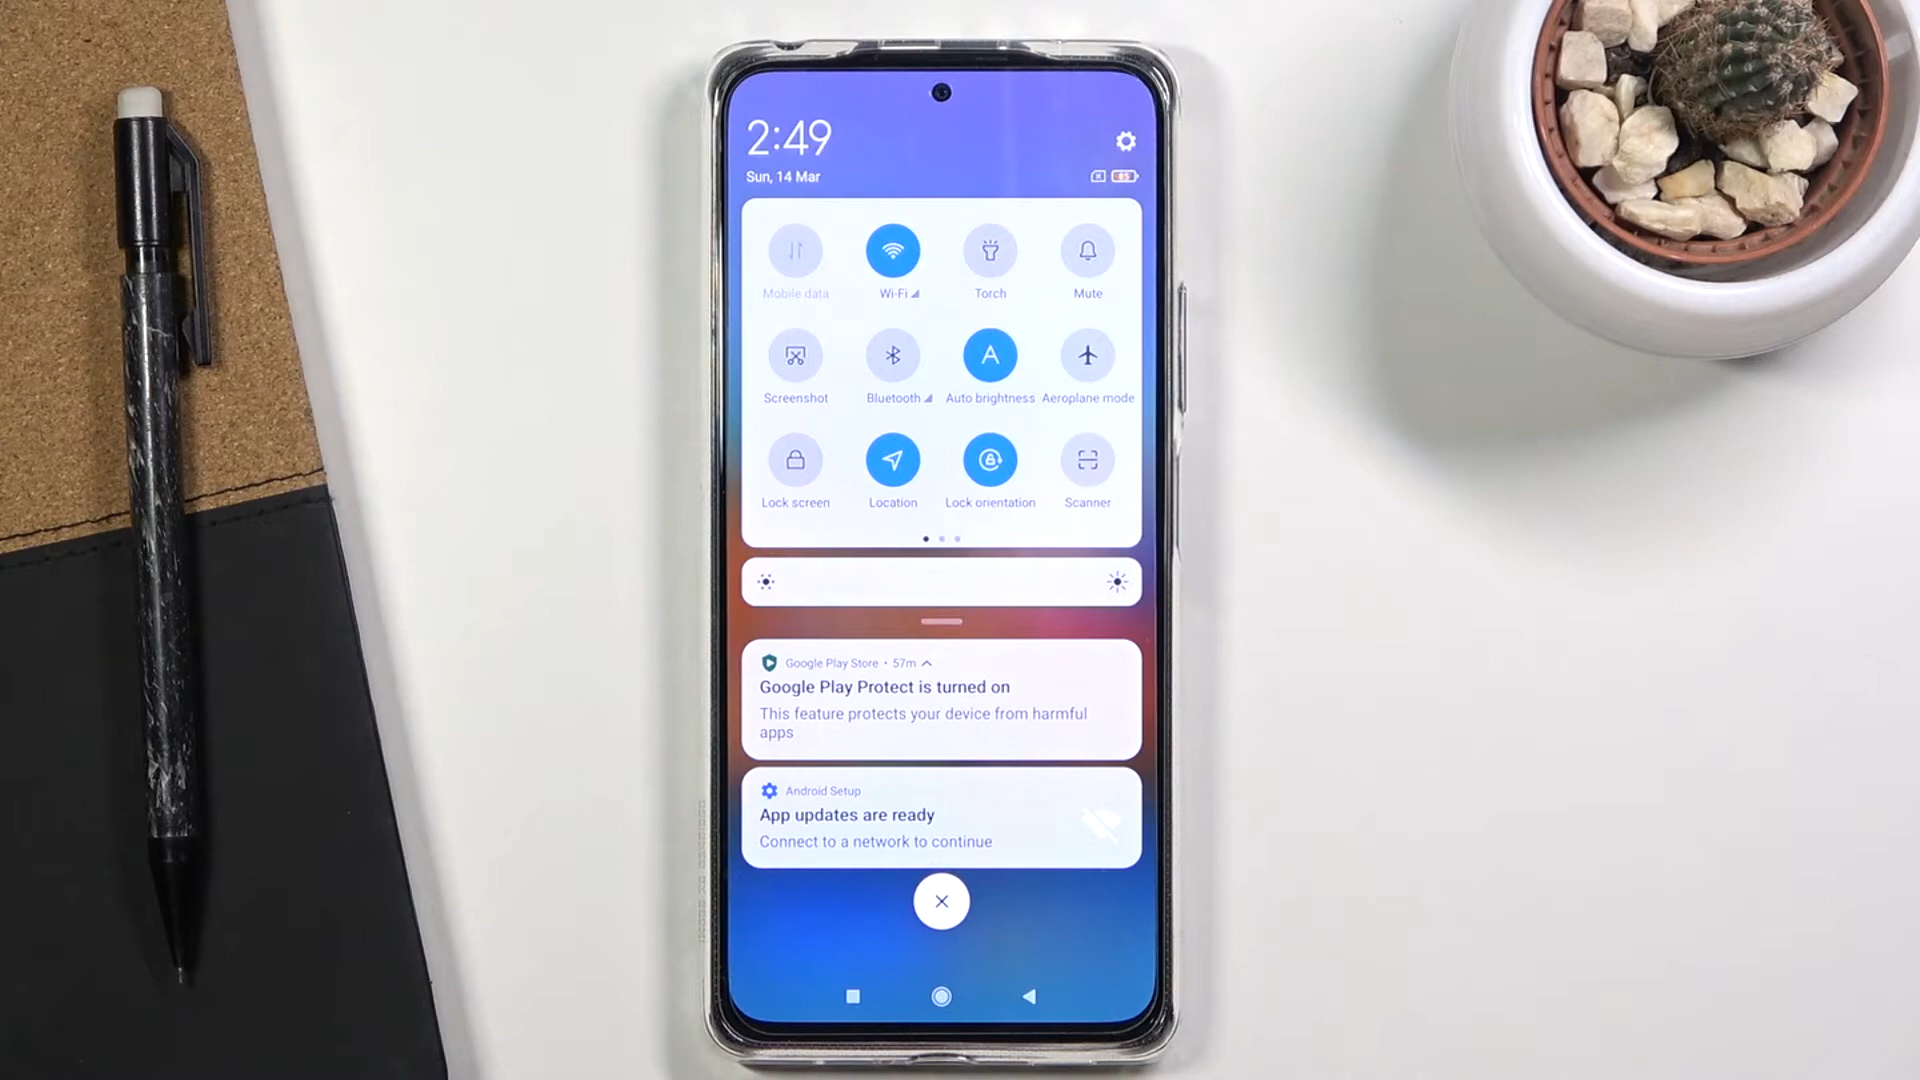 2:49
Sun, 14 Mar
85
Mobile data
Wi-Fi
Torch
Mute
Screenshot
Bluetooth
Auto brightness
Aeroplane mode
Lock screen
Location
Lock orientation
Scanner
Google Play Store • 57m
Google Play Protect is turned on
This feature protects your device from harmful
apps
Android Setup
App updates are ready
Connect to a network to continue